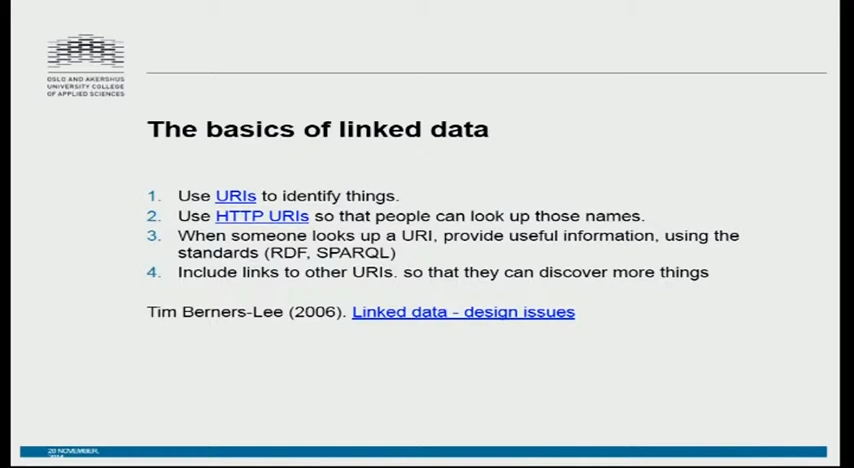 OSLO AND AKERSHUS
UNIVERSITY COLLEGE
OF APPLIED SCIENCES
The basics of linked data
1. Use URIs to identify things.
2. Use HTTP URIs so that people can look up those names.
3. When someone looks up a URI, provide useful information, using the
standards (RDF, SPARQL)
4. Include links to other URIs. so that they can discover more things
Tim Berners-Lee (2006). Linked data - design issues
20 NOVEMBER,